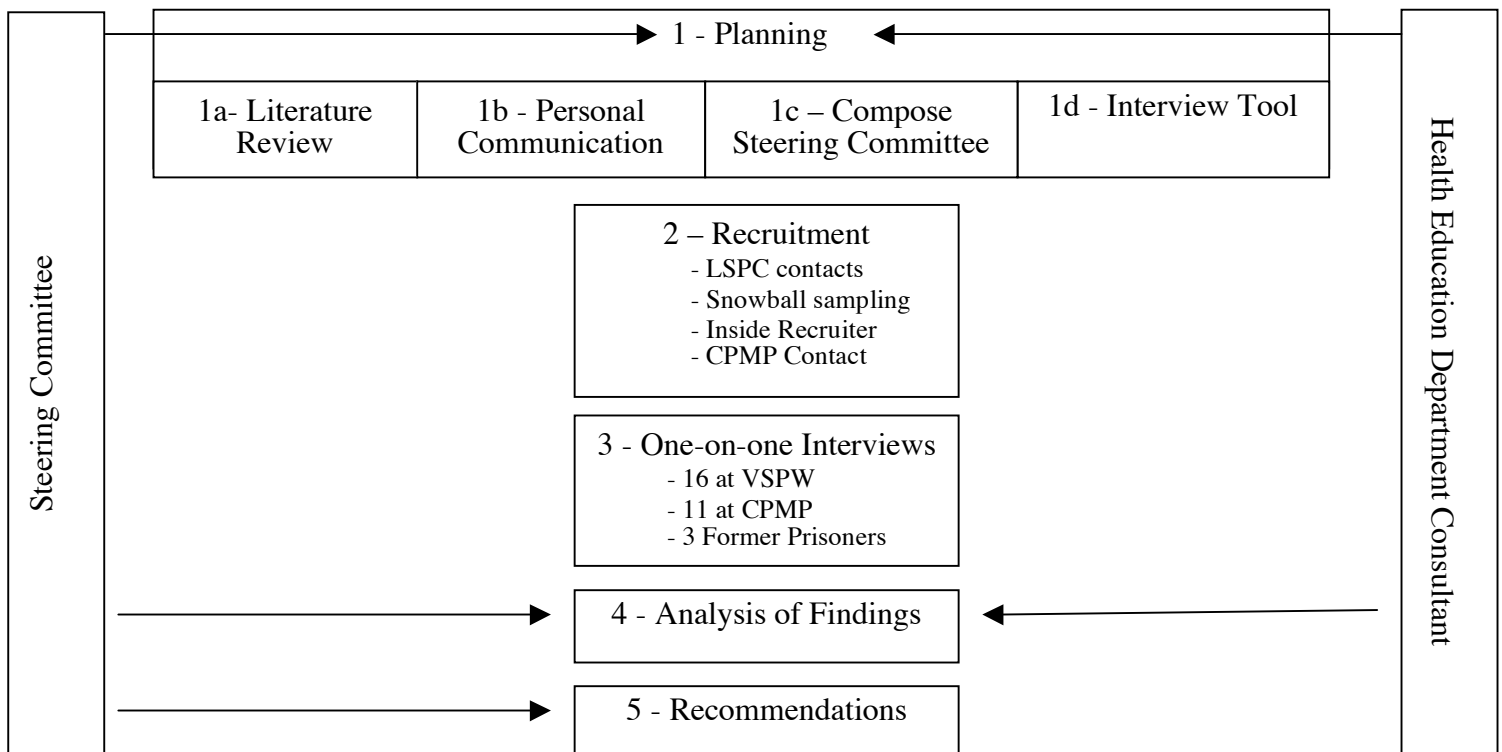 1 - Planning
1a- Literature
Review
1b - Personal
Communication
1c – Compose
Steering Committee
1d - Interview Tool
Steering Committee
Health Education Department Consultant
2 – Recruitment
- LSPC contacts
- Snowball sampling
- Inside Recruiter
- CPMP Contact
3 - One-on-one Interviews
- 16 at VSPW
- 11 at CPMP
- 3 Former Prisoners
4 - Analysis of Findings
5 - Recommendations